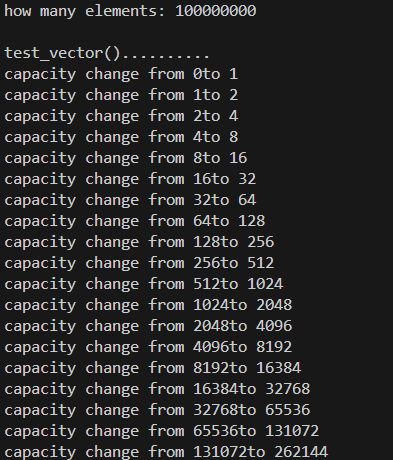 how many elements: 100000000
test_vector()..........
capacity change from 0to 1
capacity change from 1to 2
capacity change from 2to 4
capacity change from 4to 8
capacity change from 8to 16
capacity change from 16to 32
capacity change from 32to 64
capacity change from 64to 128
capacity change from 128to 256
capacity change from 256to 512
capacity change from 512to 1024
capacity change from 1024to 2048
capacity change from 2048to 4096
capacity change from 4096to 8192
capacity change from 8192to 16384
capacity change from 16384to 32768
capacity change from 32768to 65536
capacity change from 65536to 131072
capacity change from 131072to 262144